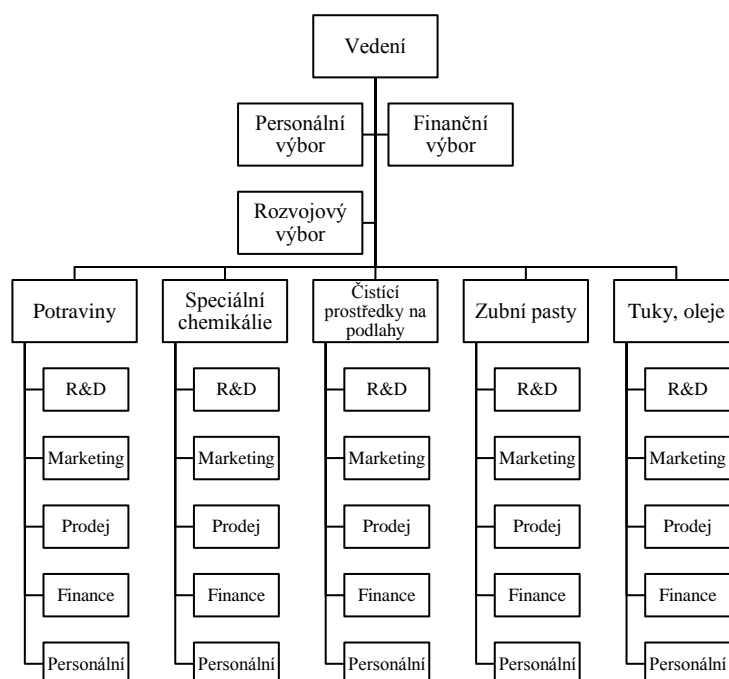 Vedení
Personální
výbor
Finanční
výbor
Rozvojový
výbor
Potraviny
Speciální
chemikálie
Čistící
prostředky na
podlahy
Zubní pasty
Tuky, oleje
R&D
R&D
R&D
R&D
R&D
Marketing
Marketing
Marketing
Marketing
Marketing
Prodej
Prodej
Prodej
Prodej
Prodej
Finance
Finance
Finance
Finance
Finance
Personální
Personální
Personální
Personální
Personální